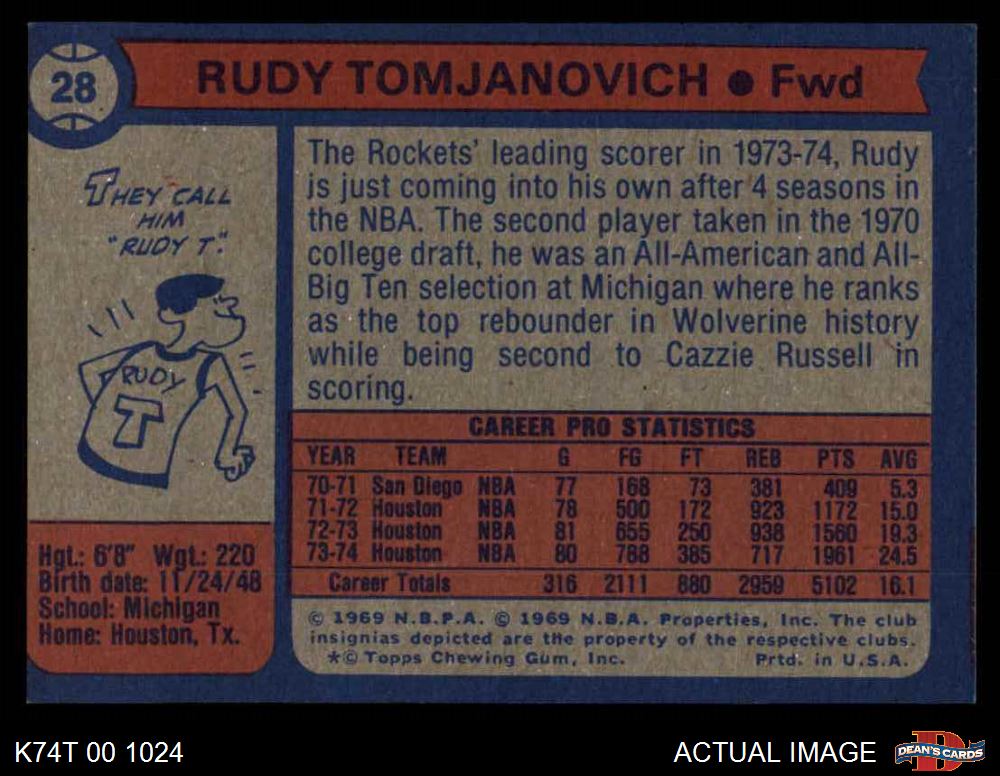 28
RUDY TOMJANOVICH ● Fwd
THEY CALL
HIM
"RUDY T."
RUDY
T
The Rockets' leading scorer in 1973-74, Rudy
is just coming into his own after 4 seasons in
the NBA. The second player taken in the 1970
college draft, he was an All-American and All-
Big Ten selection at Michigan where he ranks
as the top rebounder in Wolverine history
while being second to Cazzie Russell in
scoring.
CAREER PRO STATISTICS
YEAR TEAM G FG FT REB PTS AVG
70-71 San Diego NBA 77 168 73 381 409 5.3
71-72 Houston NBA 78 500 172 923 1172 15.0
72-73 Houston NBA 81 655 250 938 1560 19.3
73-74 Houston NBA 80 788 385 717 1961 24.5
Career Totals 316 2111 880 2959 5102 16.1
Hgt.: 6'8" Wgt.: 220
Birth date: 11/24/48
School: Michigan
Home: Houston, Tx.
© 1969 N.B.P.A. © 1969 N.B.A. Properties, Inc. The club
insignias depicted are the property of the respective clubs.
*© Topps Chewing Gum, Inc. Prtd. in U.S.A.
K74T 00 1024
ACTUAL IMAGE
D
DEAN'S CARDS